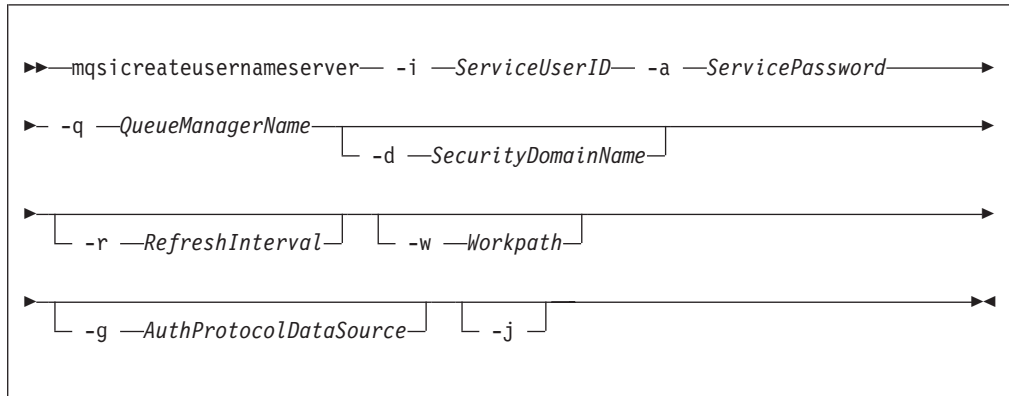 mqsicreateusernameserver -i ServiceUserID -a ServicePassword
-q QueueManagerName
-d SecurityDomainName
-r RefreshInterval -w Workpath
-g AuthProtocolDataSource -j